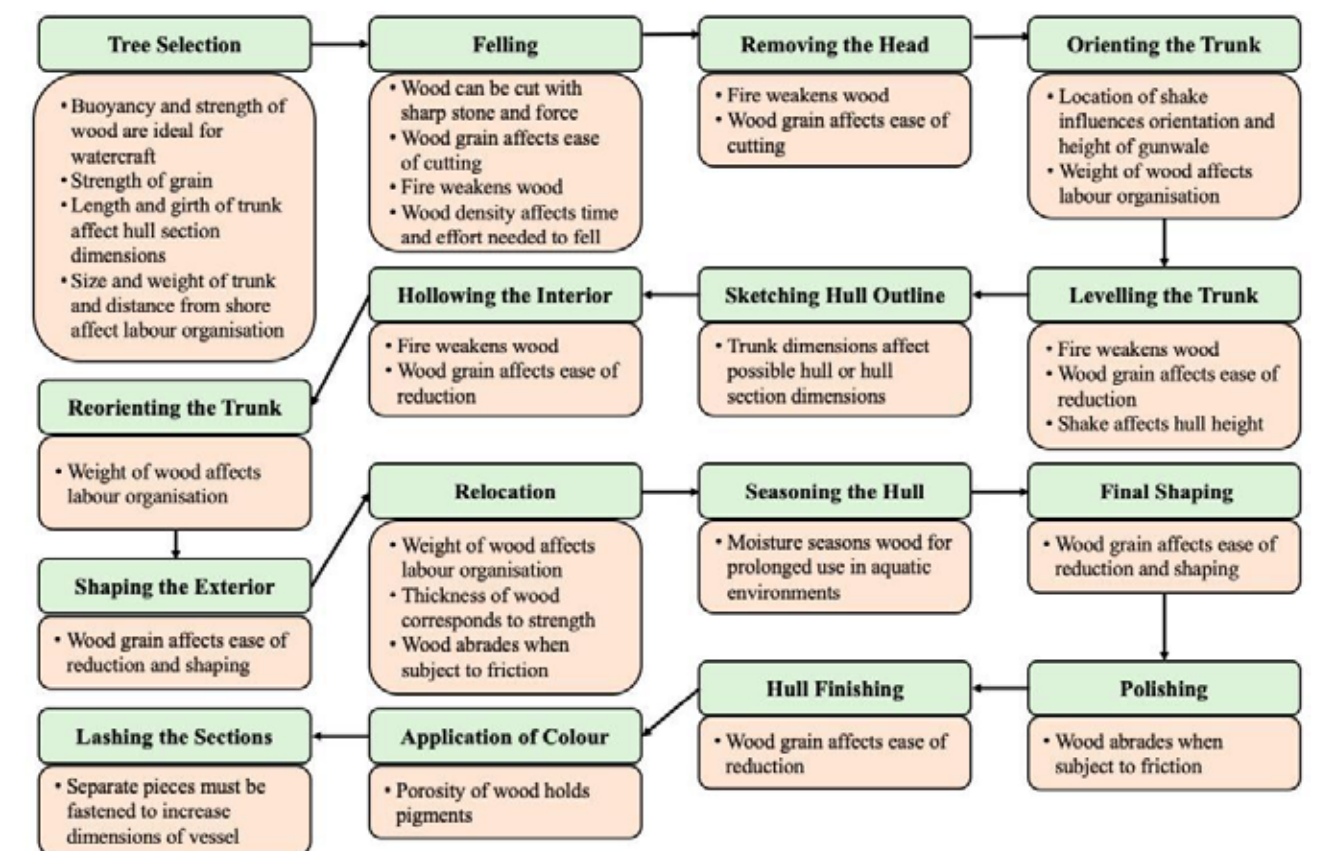 Tree Selection
• Buoyancy and strength of
wood are ideal for
watercraft
• Strength of grain
• Length and girth of trunk
affect hull section
dimensions
• Size and weight of trunk
and distance from shore
affect labour organisation
Felling
• Wood can be cut with
sharp stone and force
• Wood grain affects ease
of cutting
• Fire weakens wood
• Wood density affects time
and effort needed to fell
Removing the Head
• Fire weakens wood
• Wood grain affects ease of
cutting
Orienting the Trunk
• Location of shake
influences orientation and
height of gunwale
• Weight of wood affects
labour organisation
Levelling the Trunk
• Fire weakens wood
• Wood grain affects ease of
reduction
• Shake affects hull height
Sketching Hull Outline
• Trunk dimensions affect
possible hull or hull
section dimensions
Hollowing the Interior
• Fire weakens wood
• Wood grain affects ease of
reduction
Reorienting the Trunk
• Weight of wood affects
labour organisation
Shaping the Exterior
• Wood grain affects ease of
reduction and shaping
Relocation
• Weight of wood affects
labour organisation
• Thickness of wood
corresponds to strength
• Wood abrades when
subject to friction
Seasoning the Hull
• Moisture seasons wood for
prolonged use in aquatic
environments
Final Shaping
• Wood grain affects ease of
reduction and shaping
Polishing
• Wood abrades when
subject to friction
Hull Finishing
• Wood grain affects ease of
reduction
Application of Colour
• Porosity of wood holds
pigments
Lashing the Sections
• Separate pieces must be
fastened to increase
dimensions of vessel